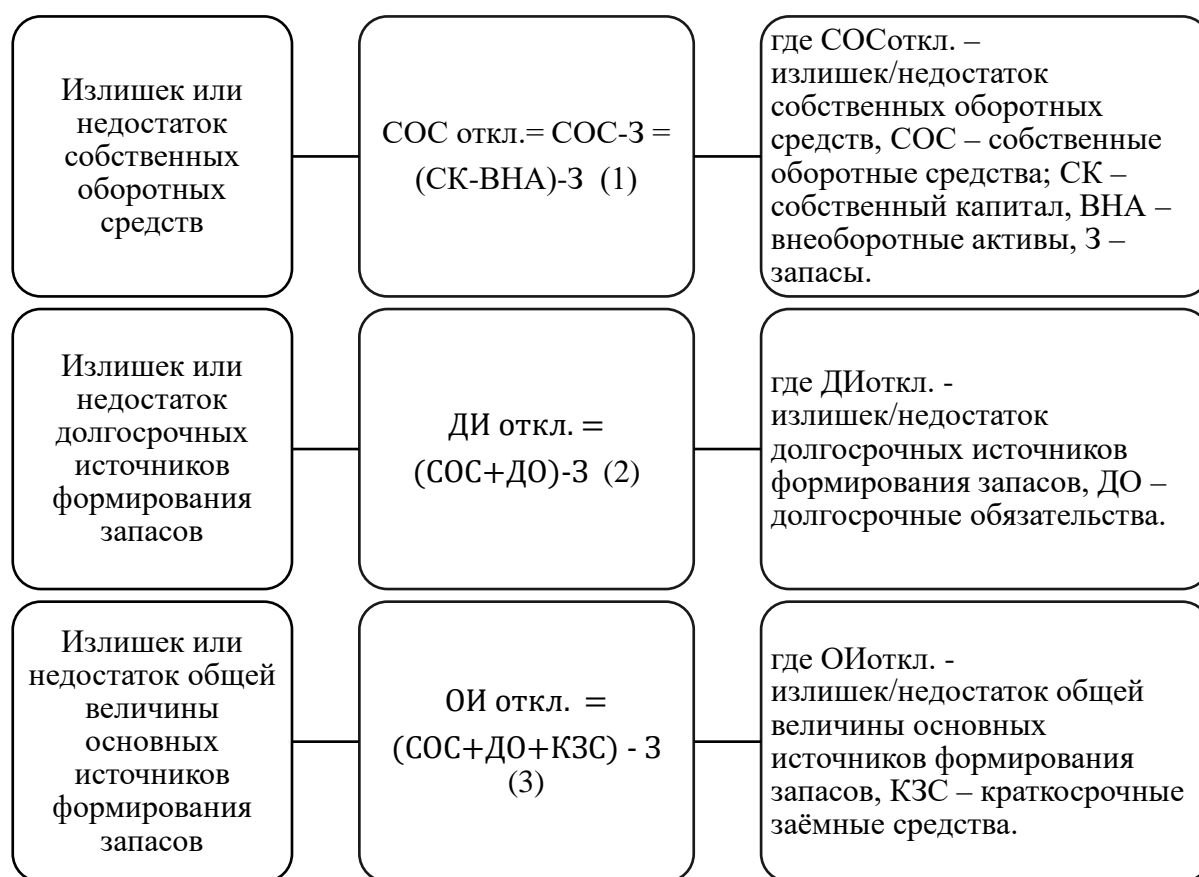 Излишек или
недостаток
собственных
оборотных
средств
СОС откл.= СОС-З =
(СК-ВНА)-З (1)
где СОСоткл. –
излишек/недостаток
собственных оборотных
средств, СОС – собственные
оборотные средства; СК –
собственный капитал, ВНА –
внеоборотные активы, З –
запасы.
Излишек или
недостаток
долгосрочных
источников
формирования
запасов
ДИ откл. =
(СОС+ДО)-З (2)
где ДИоткл. -
излишек/недостаток
долгосрочных источников
формирования запасов, ДО –
долгосрочные обязательства.
Излишек или
недостаток общей
величины
основных
источников
формирования
запасов
ОИ откл. =
(СОС+ДО+КЗС) - З
(3)
где ОИоткл. -
излишек/недостаток общей
величины основных
источников формирования
запасов, КЗС – краткосрочные
заёмные средства.